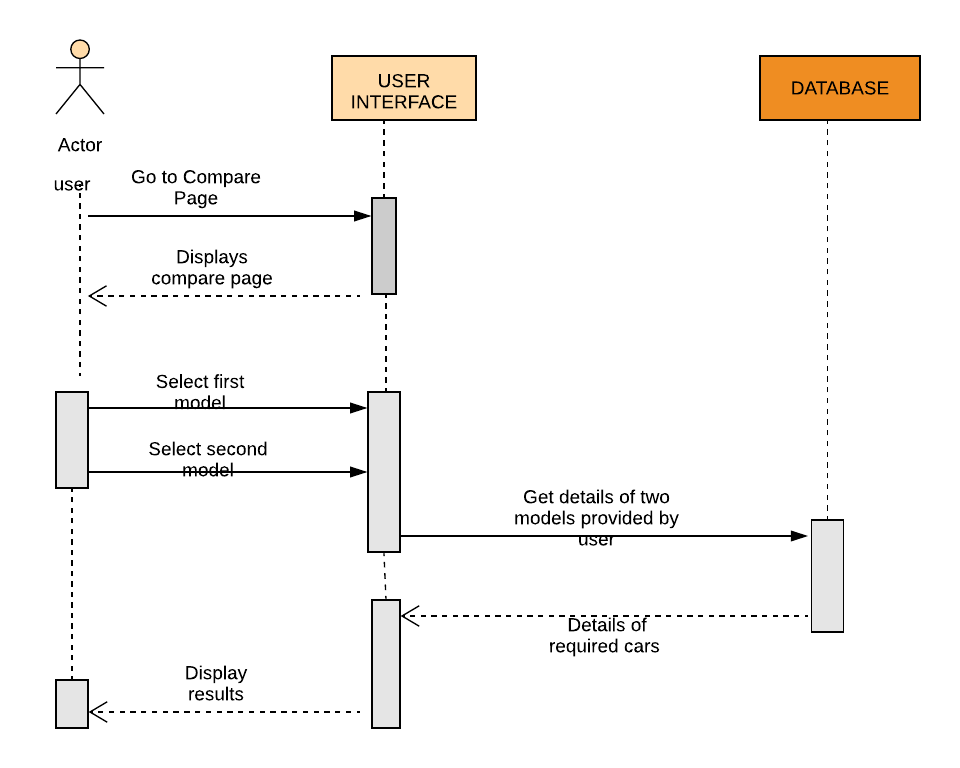 USER
INTERFACE
DATABASE
Actor
user
Go to Compare
Page
Displays
compare page
Select first
model
Select second
model
Get details of two
models provided by
user
Details of
required cars
Display
results